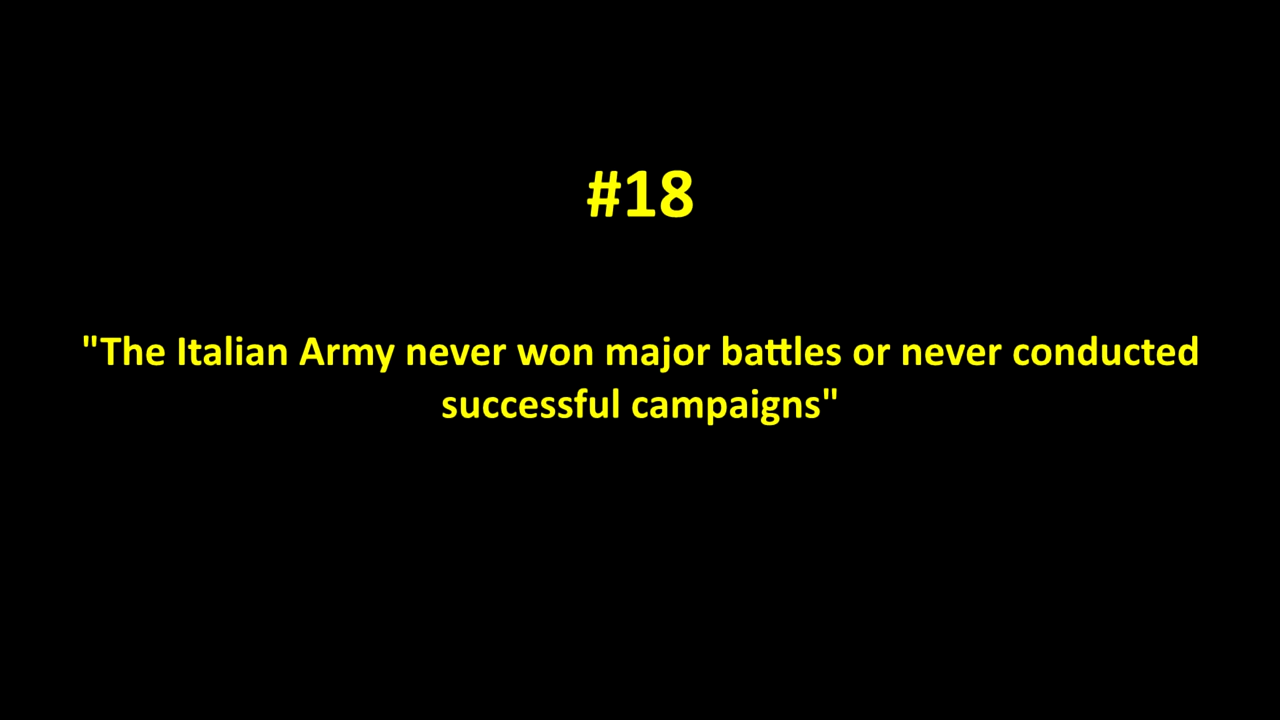 #18
"The Italian Army never won major battles or never conducted
successful campaigns"